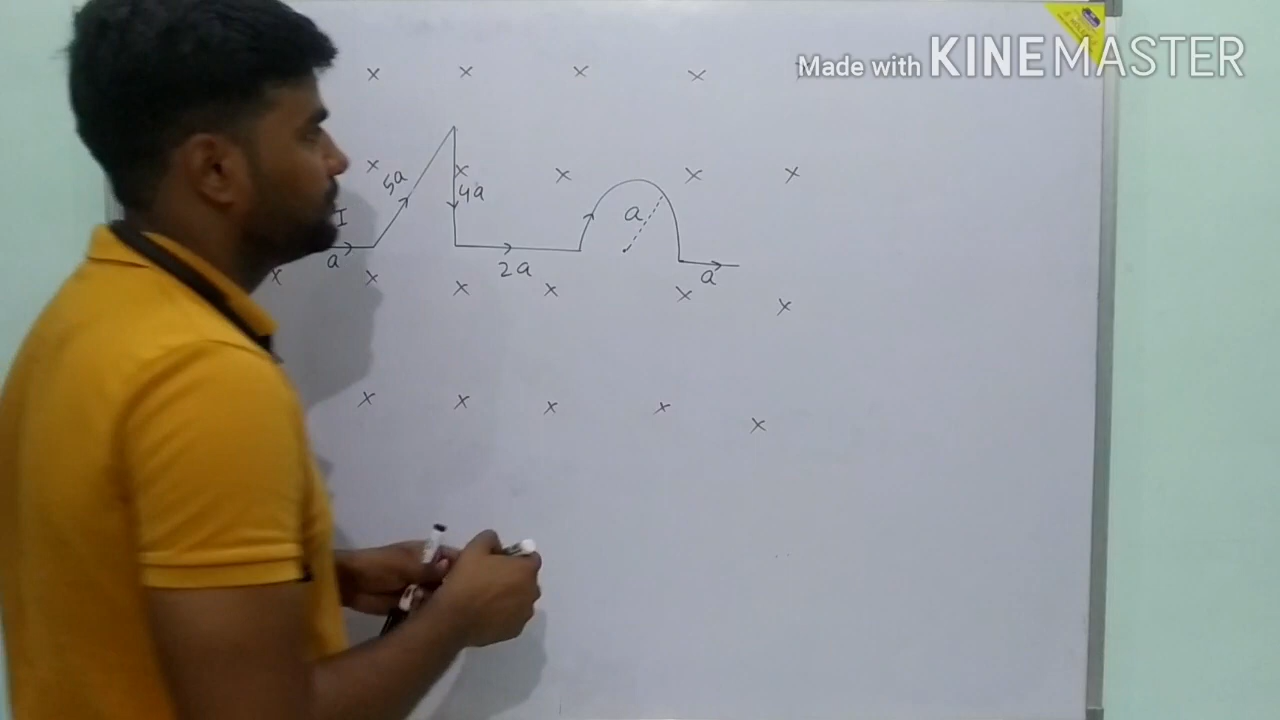 Made with KINEMASTER
x x x x
x x x x x
5a
4a
I
a
a
2a
a
x x x x x x
x x x x x